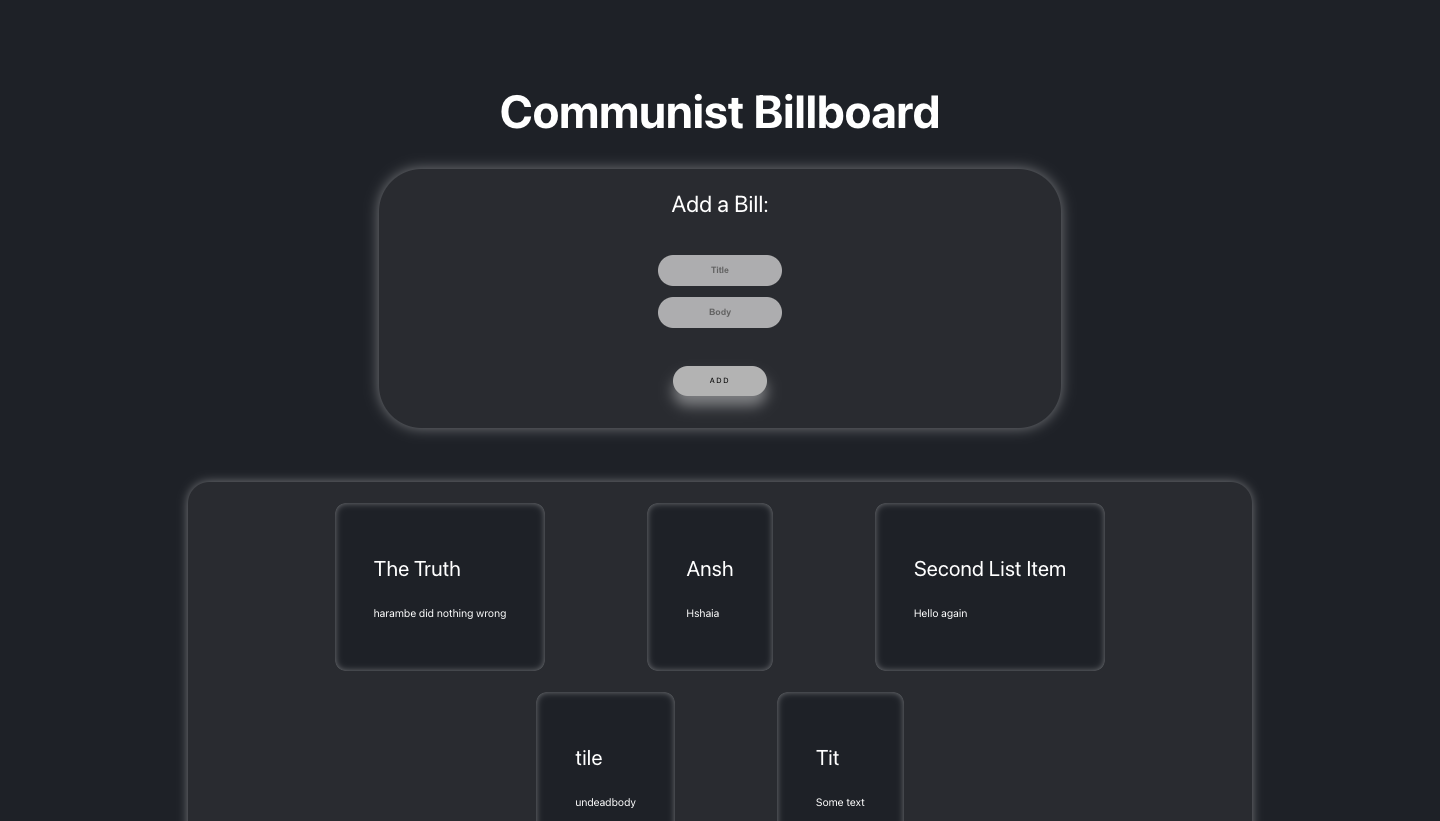 Communist Billboard
Add a Bill:
Title
Body
ADD
The Truth
harambe did nothing wrong
Ansh
Hshaia
Second List Item
Hello again
tile
undeadbody
Tit
Some text